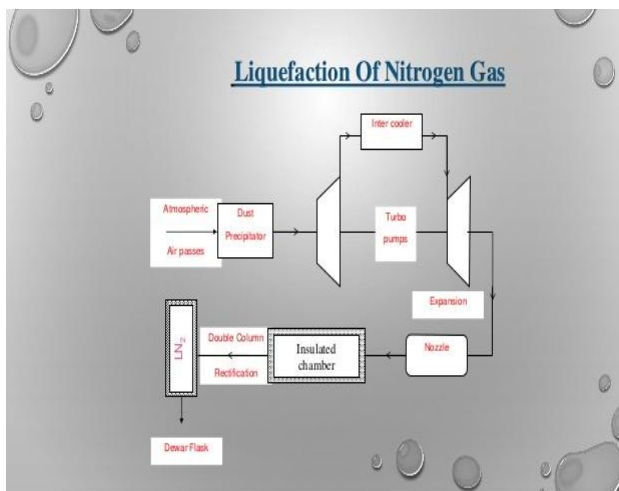 Liquefaction Of Nitrogen Gas
Inter cooler
Atmospheric
Air passes
Dust
Precipitator
Turbo
pumps
Expansion
Nozzle
Insulated
chamber
Double Column
Rectification
LN₂
Dewar Flask